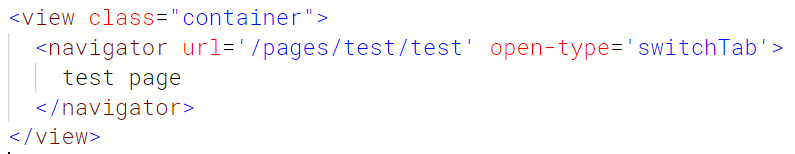 <view class="container">
  <navigator url='/pages/test/test' open-type='switchTab'>
    test page
  </navigator>
</view>